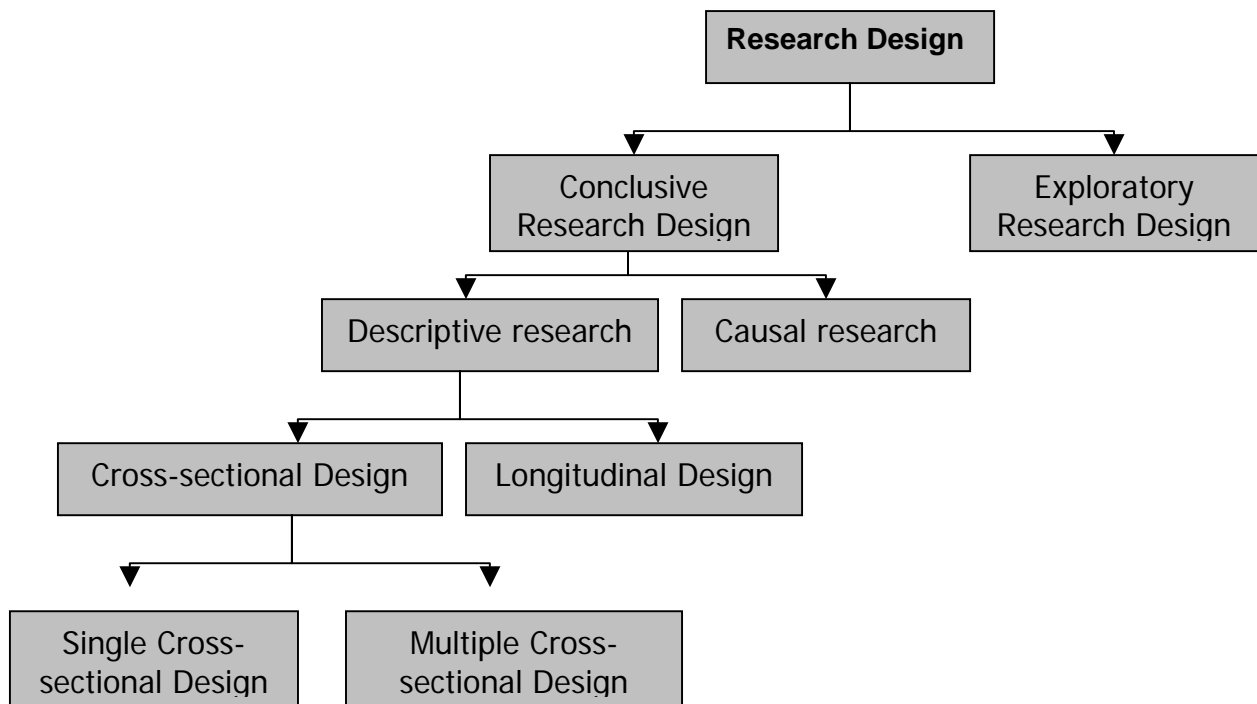 Research Design
Conclusive
Research Design
Exploratory
Research Design
Descriptive research
Causal research
Cross-sectional Design
Longitudinal Design
Single Cross-
sectional Design
Multiple Cross-
sectional Design